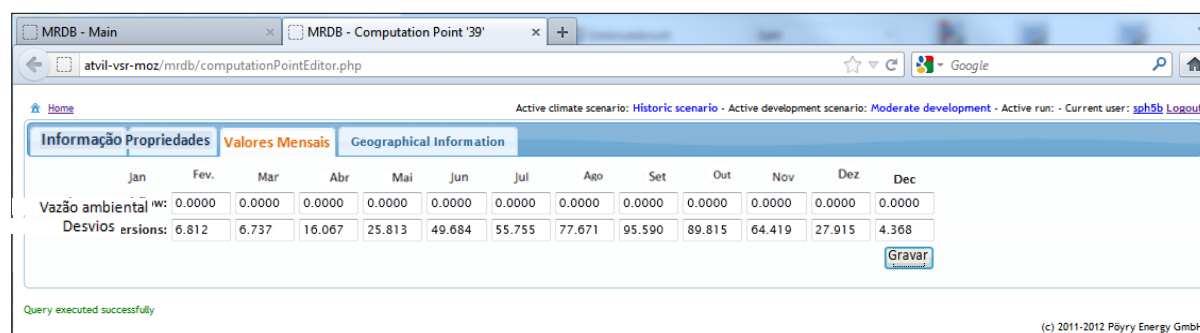 MRDB - Main × MRDB - Computation Point '39' × +
atvil-vsr-moz/mrdb/computationPointEditor.php Google
Home Active climate scenario: Historic scenario - Active development scenario: Moderate development - Active run: - Current user: sph5b Logout
Informação Propriedades Valores Mensais Geographical Information
Jan Fev. Mar Abr Mai Jun Jul Ago Set Out Nov Dez Dec
Vazão ambiental w: 0.0000 0.0000 0.0000 0.0000 0.0000 0.0000 0.0000 0.0000 0.0000 0.0000 0.0000 0.0000
Desvios ersions: 6.812 6.737 16.067 25.813 49.684 55.755 77.671 95.590 89.815 64.419 27.915 4.368
Gravar
Query executed successfully
(c) 2011-2012 Pöyry Energy GmbH